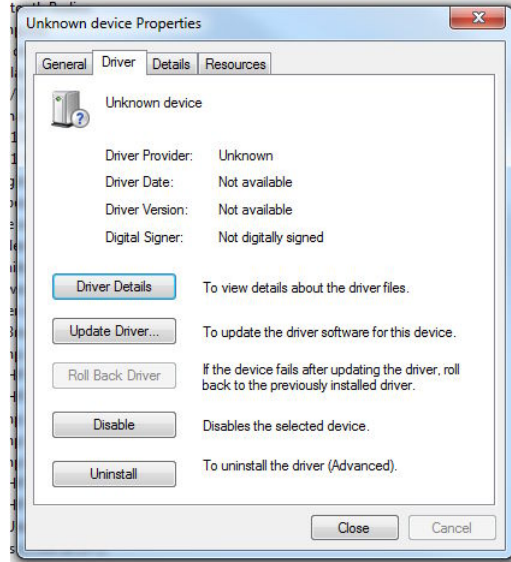 Unknown device Properties
General Driver Details Resources
Unknown device
Driver Provider: Unknown
Driver Date: Not available
Driver Version: Not available
Digital Signer: Not digitally signed
Driver Details To view details about the driver files.
Update Driver... To update the driver software for this device.
Roll Back Driver If the device fails after updating the driver, roll
back to the previously installed driver.
Disable Disables the selected device.
Uninstall To uninstall the driver (Advanced).
Close Cancel